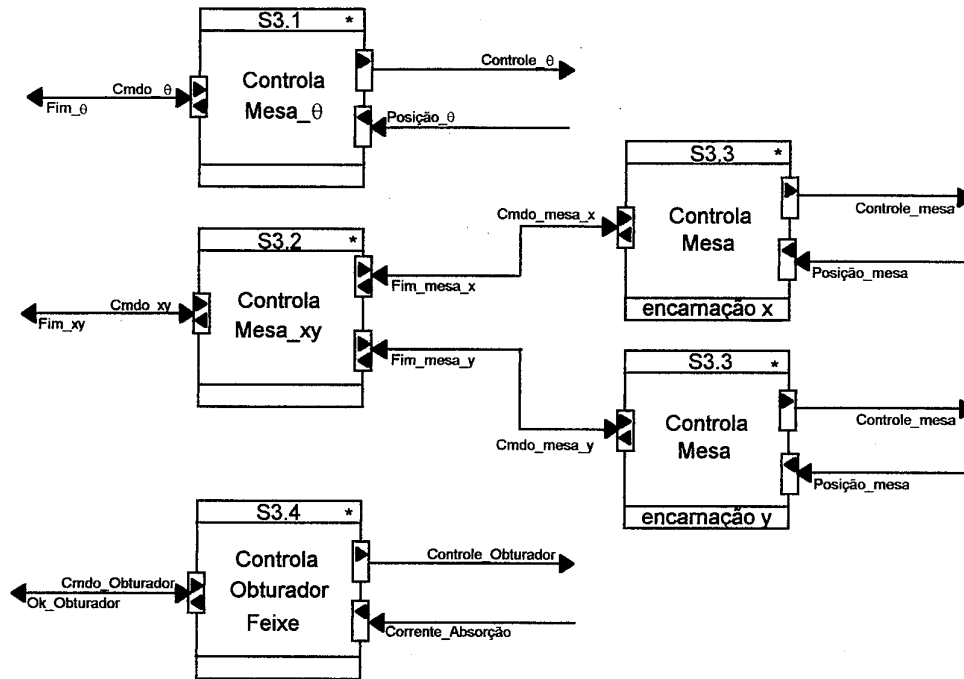 S3.1 *
Controla
Mesa_θ
Cmdo_θ
Fim_θ
Controle_θ
Posição_θ
S3.2 *
Controla
Mesa_xy
Cmdo_xy
Fim_xy
Cmdo_mesa_x
Fim_mesa_x
Fim_mesa_y
Cmdo_mesa_y
S3.3 *
Controla
Mesa
encarnação x
Controle_mesa
Posição_mesa
S3.3 *
Controla
Mesa
encarnação y
Controle_mesa
Posição_mesa
S3.4 *
Controla
Obturador
Feixe
Cmdo_Obturador
Ok_Obturador
Controle_Obturador
Corrente_Absorção